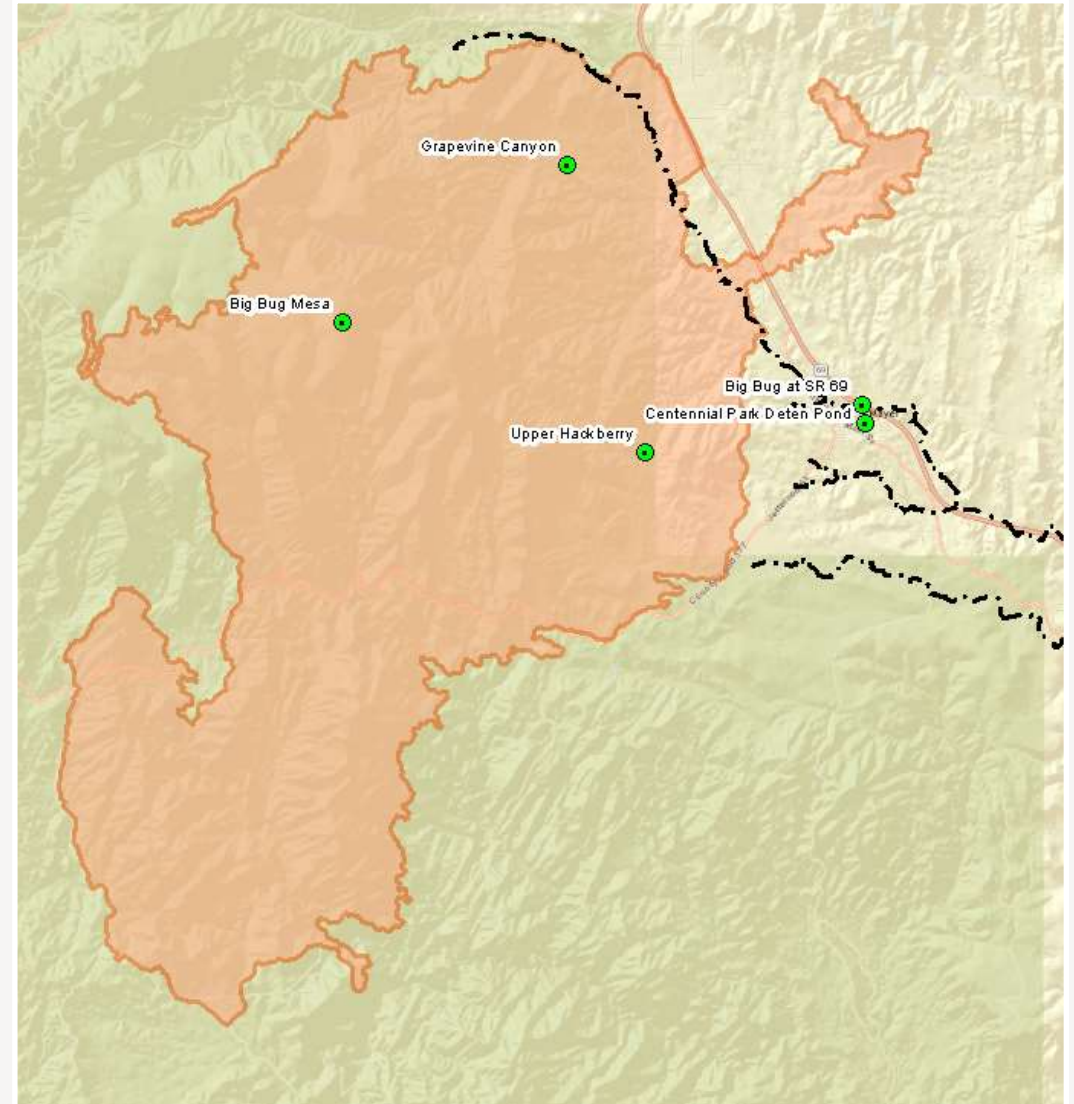 Grapevine Canyon
Big Bug Mesa
69
Big Bug at SR 69
Centennial Park Deten Pond
Upper Hackberry